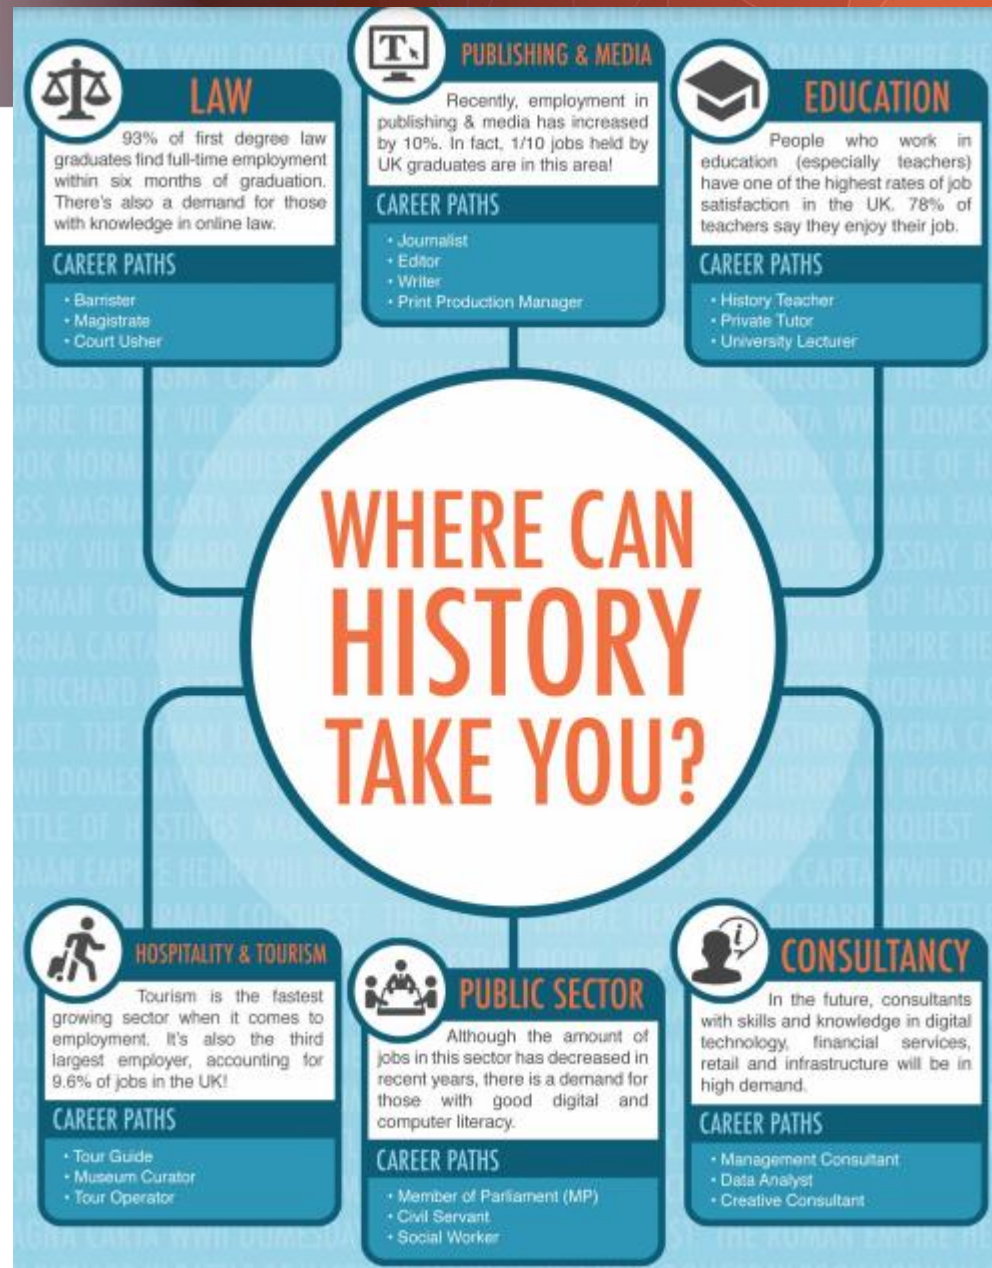 LAW
93% of first degree law
graduates find full-time employment
within six months of graduation.
There's also a demand for those
with knowledge in online law.
CAREER PATHS
• Barrister
• Magistrate
• Court Usher
T
PUBLISHING & MEDIA
Recently, employment in
publishing & media has increased
by 10%. In fact, 1/10 jobs held by
UK graduates are in this area!
CAREER PATHS
• Journalist
• Editor
• Writer
• Print Production Manager
EDUCATION
People who work in
education (especially teachers)
have one of the highest rates of job
satisfaction in the UK. 78% of
teachers say they enjoy their job.
CAREER PATHS
• History Teacher
• Private Tutor
• University Lecturer
WHERE CAN
HISTORY
TAKE YOU?
HOSPITALITY & TOURISM
Tourism is the fastest
growing sector when it comes to
employment. It's also the third
largest employer, accounting for
9.6% of jobs in the UK!
CAREER PATHS
• Tour Guide
• Museum Curator
• Tour Operator
PUBLIC SECTOR
Although the amount of
jobs in this sector has decreased in
recent years, there is a demand for
those with good digital and
computer literacy.
CAREER PATHS
• Member of Parliament (MP)
• Civil Servant
• Social Worker
i
CONSULTANCY
In the future, consultants
with skills and knowledge in digital
technology, financial services,
retail and infrastructure will be in
high demand.
CAREER PATHS
• Management Consultant
• Data Analyst
• Creative Consultant